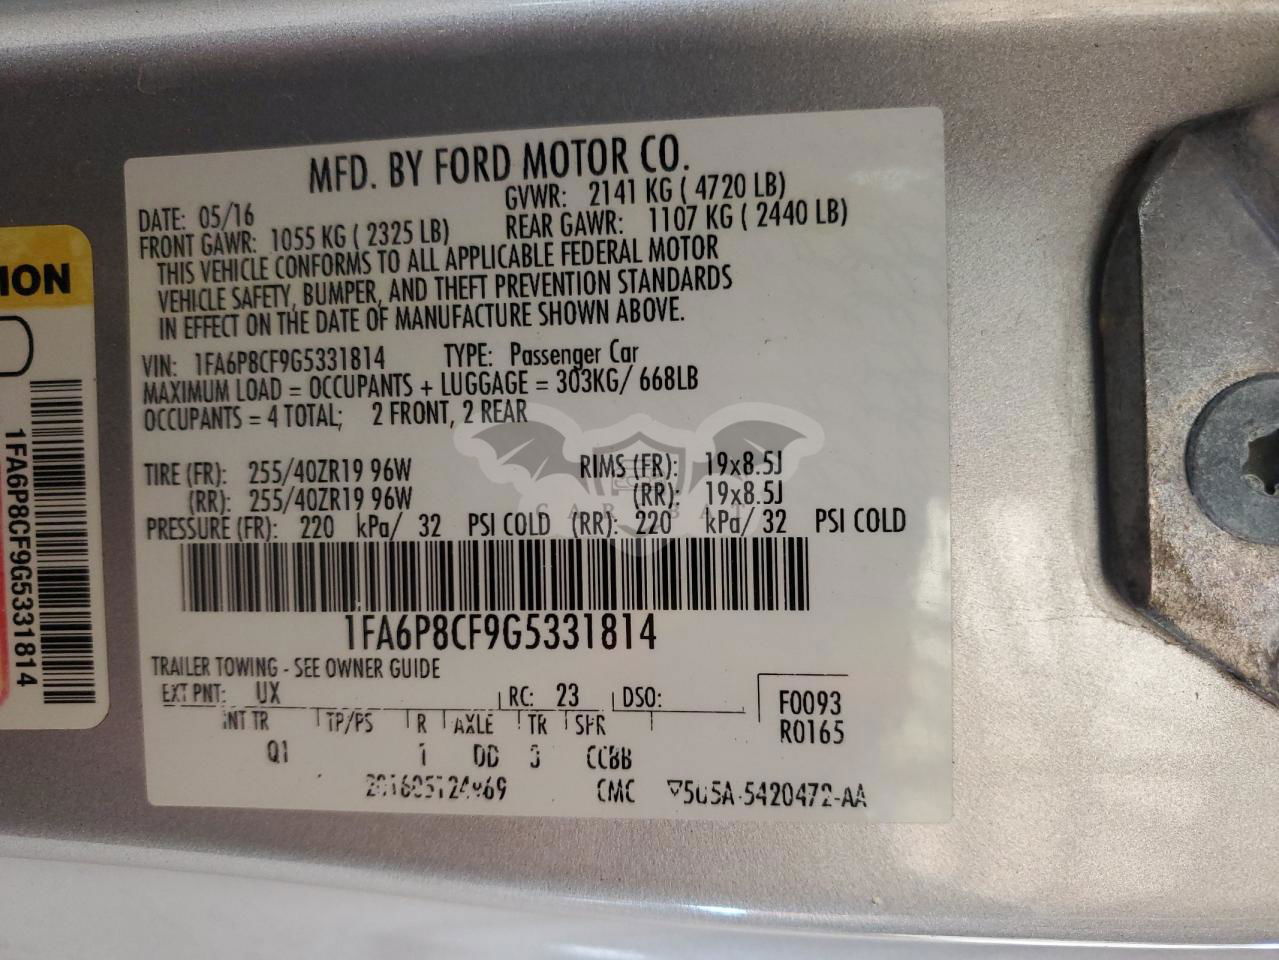 MFD. BY FORD MOTOR CO.
DATE: 05/16 GVWR: 2141 KG ( 4720 LB)
FRONT GAWR: 1055 KG ( 2325 LB) REAR GAWR: 1107 KG ( 2440 LB)
THIS VEHICLE CONFORMS TO ALL APPLICABLE FEDERAL MOTOR
VEHICLE SAFETY, BUMPER, AND THEFT PREVENTION STANDARDS
IN EFFECT ON THE DATE OF MANUFACTURE SHOWN ABOVE.
VIN: 1FA6P8CF9G5331814 TYPE: Passenger Car
MAXIMUM LOAD = OCCUPANTS + LUGGAGE = 303KG/ 668LB
OCCUPANTS = 4 TOTAL; 2 FRONT, 2 REAR
TIRE (FR): 255/40ZR19 96W RIMS (FR): 19x8.5J
(RR): 255/40ZR19 96W (RR): 19x8.5J
PRESSURE (FR): 220 kPa/ 32 PSI COLD (RR): 220 kPa/ 32 PSI COLD
1FA6P8CF9G5331814
TRAILER TOWING - SEE OWNER GUIDE
EXT PNT: UX RC: 23 DSO: F0093
INT TR TP/PS R AXLE TR SPR R0165
Q1 DD CCBB
CMC
ION
1FA6P8CF9G5331814